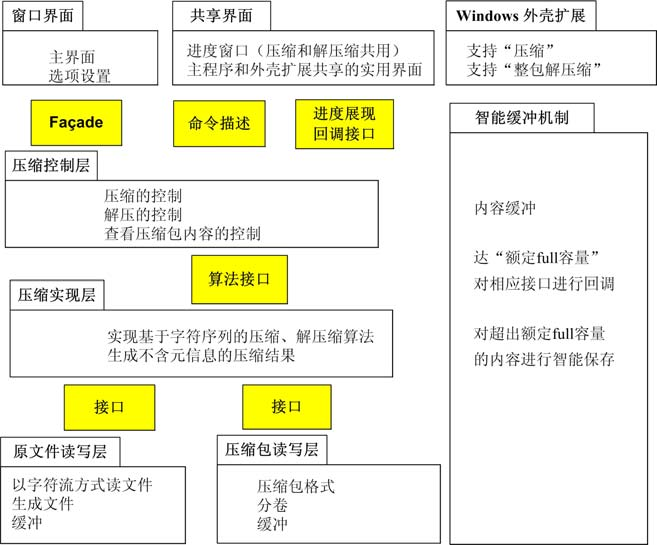 窗口界面
主界面
选项设置
共享界面
进度窗口（压缩和解压缩共用）
主程序和外壳扩展共享的实用界面
Windows 外壳扩展
支持“压缩”
支持“整包解压缩”
Façade
命令描述
进度展现
回调接口
压缩控制层
压缩的控制
解压的控制
查看压缩包内容的控制
算法接口
压缩实现层
实现基于字符序列的压缩、解压缩算法
生成不含元信息的压缩结果
接口
接口
原文件读写层
以字符流方式读文件
生成文件
缓冲
压缩包读写层
压缩包格式
分卷
缓冲
智能缓冲机制
内容缓冲
达“额定full容量”
对相应接口进行回调
对超出额定full容量
的内容进行智能保存